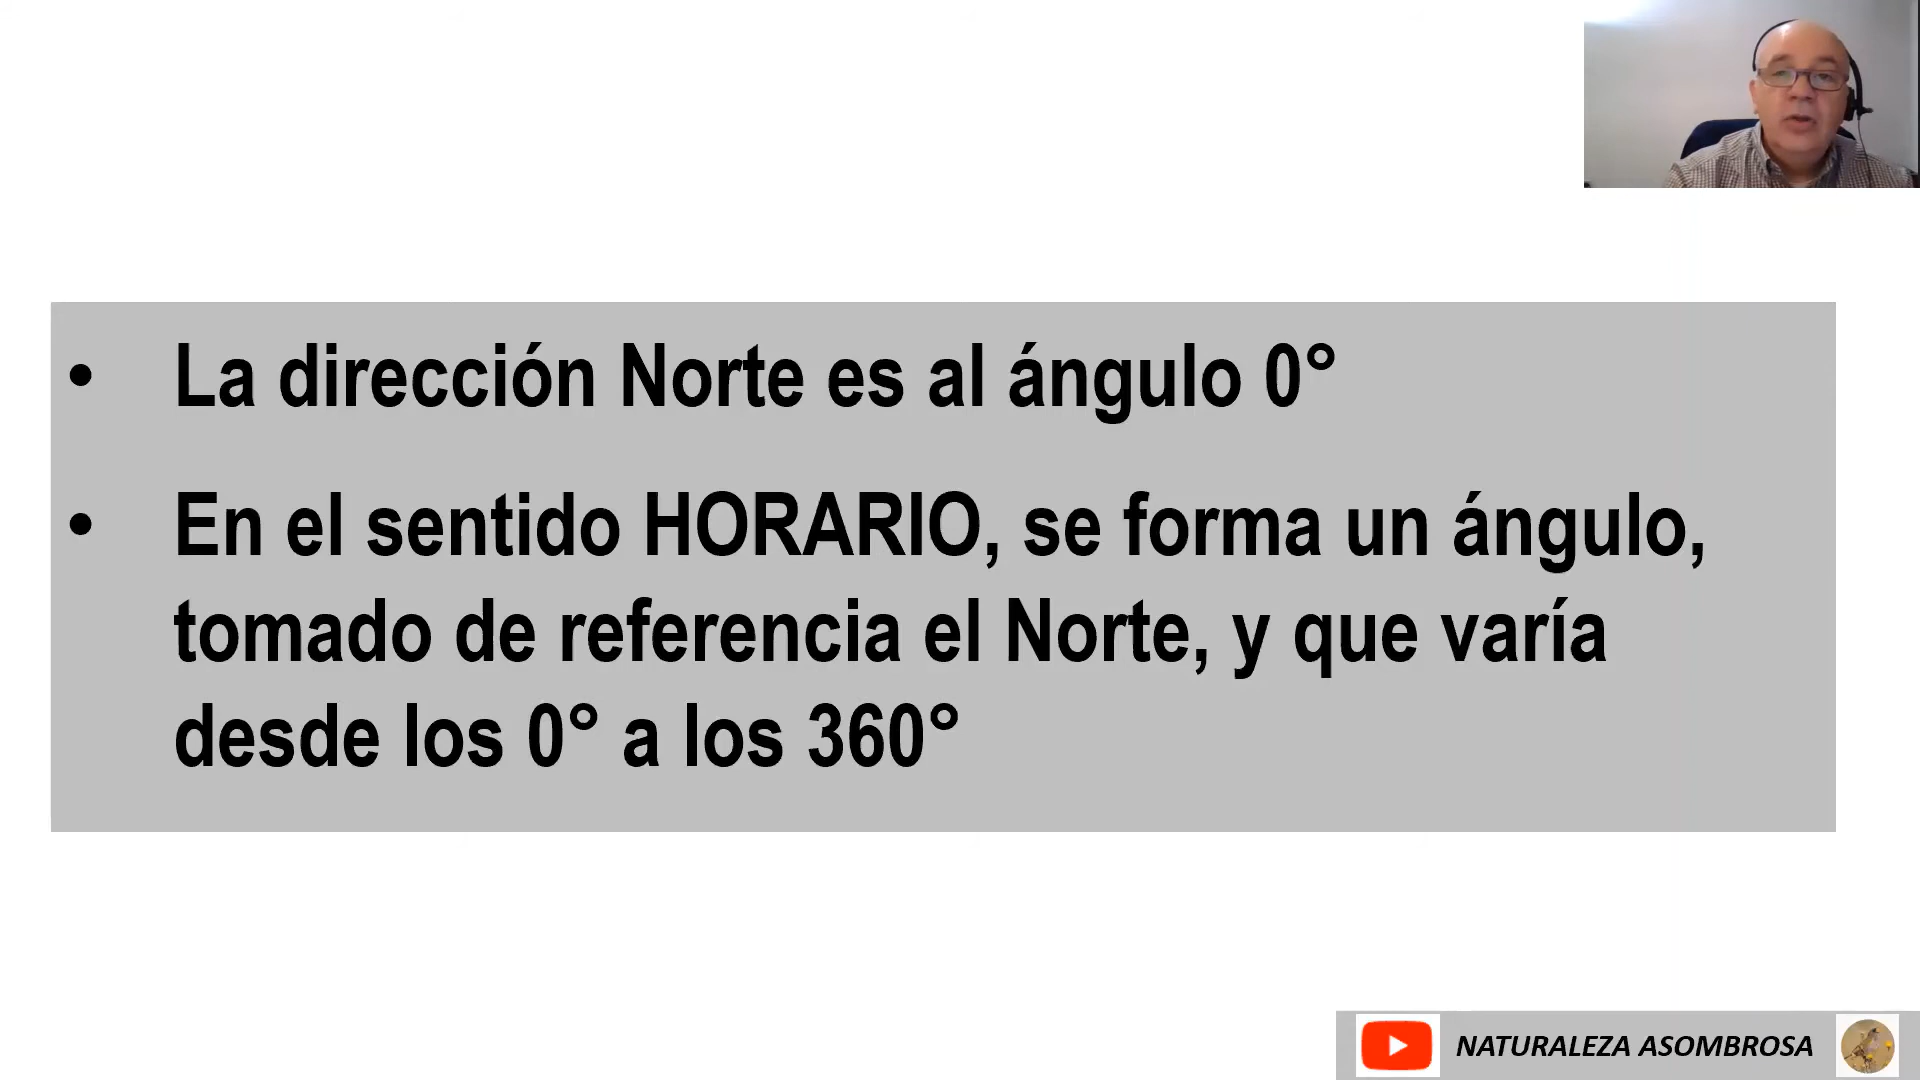 • La dirección Norte es al ángulo 0°
• En el sentido HORARIO, se forma un ángulo,
tomado de referencia el Norte, y que varía
desde los 0° a los 360°
NATURALEZA ASOMBROSA